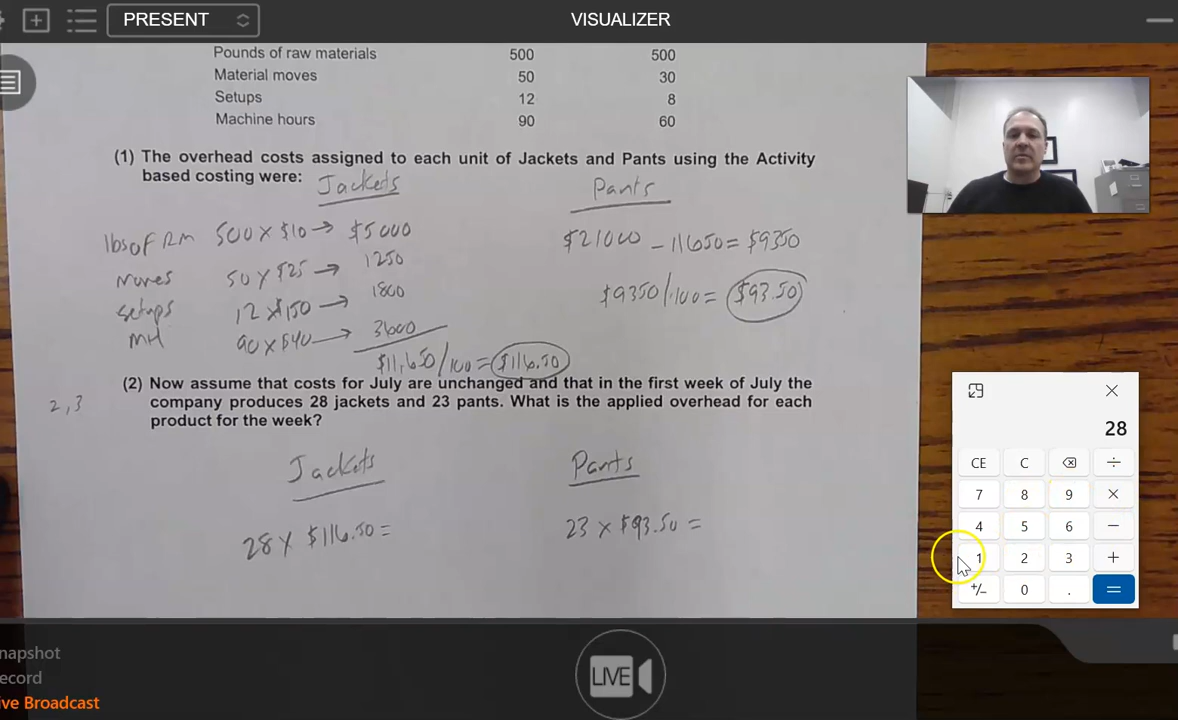 PRESENT
VISUALIZER
Pounds of raw materials 500 500
Material moves 50 30
Setups 12 8
Machine hours 90 60
(1) The overhead costs assigned to each unit of Jackets and Pants using the Activity
based costing were:
Jackets
Pants
lbs of RM 500 x $10 → $5000
moves 50 x $25 → 1250
setups 12 x $150 → 1800
MH 90 x $40 → 3600
$11,650/100 = $116.50
$21000 - 11650 = $9350
$9350/100 = $93.50
(2) Now assume that costs for July are unchanged and that in the first week of July the
company produces 28 jackets and 23 pants. What is the applied overhead for each
product for the week?
2,3
Jackets
Pants
28 x $116.50 =
23 x $93.50 =
28
CE C ÷
7 8 9 ×
4 5 6 −
1 2 3 +
+/− 0 . =
napshot
ecord
ive Broadcast
LIVE